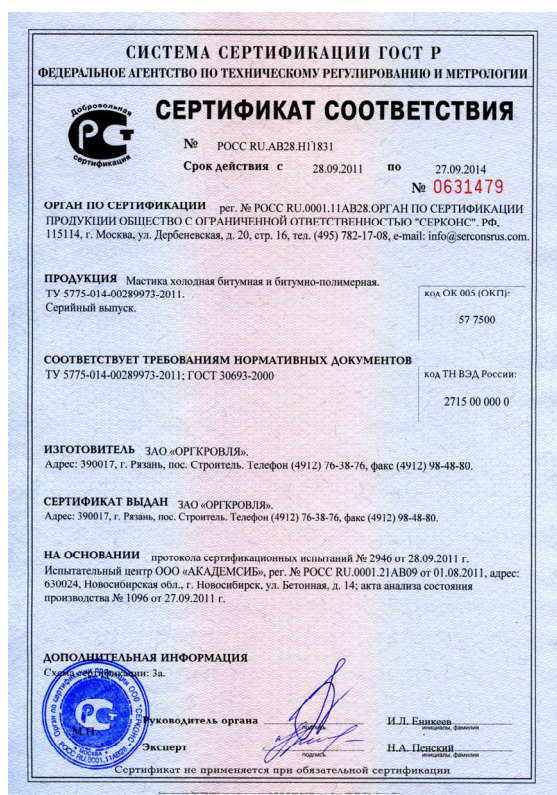 СИСТЕМА СЕРТИФИКАЦИИ ГОСТ Р
ФЕДЕРАЛЬНОЕ АГЕНТСТВО ПО ТЕХНИЧЕСКОМУ РЕГУЛИРОВАНИЮ И МЕТРОЛОГИИ
Добровольная
сертификация
СЕРТИФИКАТ СООТВЕТСТВИЯ
№ РОСС RU.АВ28.Н11831
Срок действия с 28.09.2011 по 27.09.2014
№ 0631479
ОРГАН ПО СЕРТИФИКАЦИИ рег. № РОСС RU.0001.11АВ28.ОРГАН ПО СЕРТИФИКАЦИИ
ПРОДУКЦИИ ОБЩЕСТВО С ОГРАНИЧЕННОЙ ОТВЕТСТВЕННОСТЬЮ "СЕРКОНС". РФ,
115114, г. Москва, ул. Дербеневская, д. 20, стр. 16, тел. (495) 782-17-08, e-mail: info@serconsrus.com.
ПРОДУКЦИЯ Мастика холодная битумная и битумно-полимерная.
ТУ 5775-014-00289973-2011.
Серийный выпуск.
код ОК 005 (ОКП):
57 7500
СООТВЕТСТВУЕТ ТРЕБОВАНИЯМ НОРМАТИВНЫХ ДОКУМЕНТОВ
ТУ 5775-014-00289973-2011; ГОСТ 30693-2000
код ТН ВЭД России:
2715 00 000 0
ИЗГОТОВИТЕЛЬ ЗАО «ОРГКРОВЛЯ».
Адрес: 390017, г. Рязань, пос. Строитель. Телефон (4912) 76-38-76, факс (4912) 98-48-80.
СЕРТИФИКАТ ВЫДАН ЗАО «ОРГКРОВЛЯ».
Адрес: 390017, г. Рязань, пос. Строитель. Телефон (4912) 76-38-76, факс (4912) 98-48-80.
НА ОСНОВАНИИ протокола сертификационных испытаний № 2946 от 28.09.2011 г.
Испытательный центр ООО «АКАДЕМСИБ», рег. № РОСС RU.0001.21АВ09 от 01.08.2011, адрес:
630024, Новосибирская обл., г. Новосибирск, ул. Бетонная, д. 14; акта анализа состояния
производства № 1096 от 27.09.2011 г.
ДОПОЛНИТЕЛЬНАЯ ИНФОРМАЦИЯ
Схема сертификации: 3а.
М.П.
Руководитель органа
подпись
И.Л. Еникеев
инициалы, фамилия
Эксперт
подпись
Н.А. Пенский
инициалы, фамилия
Сертификат не применяется при обязательной сертификации